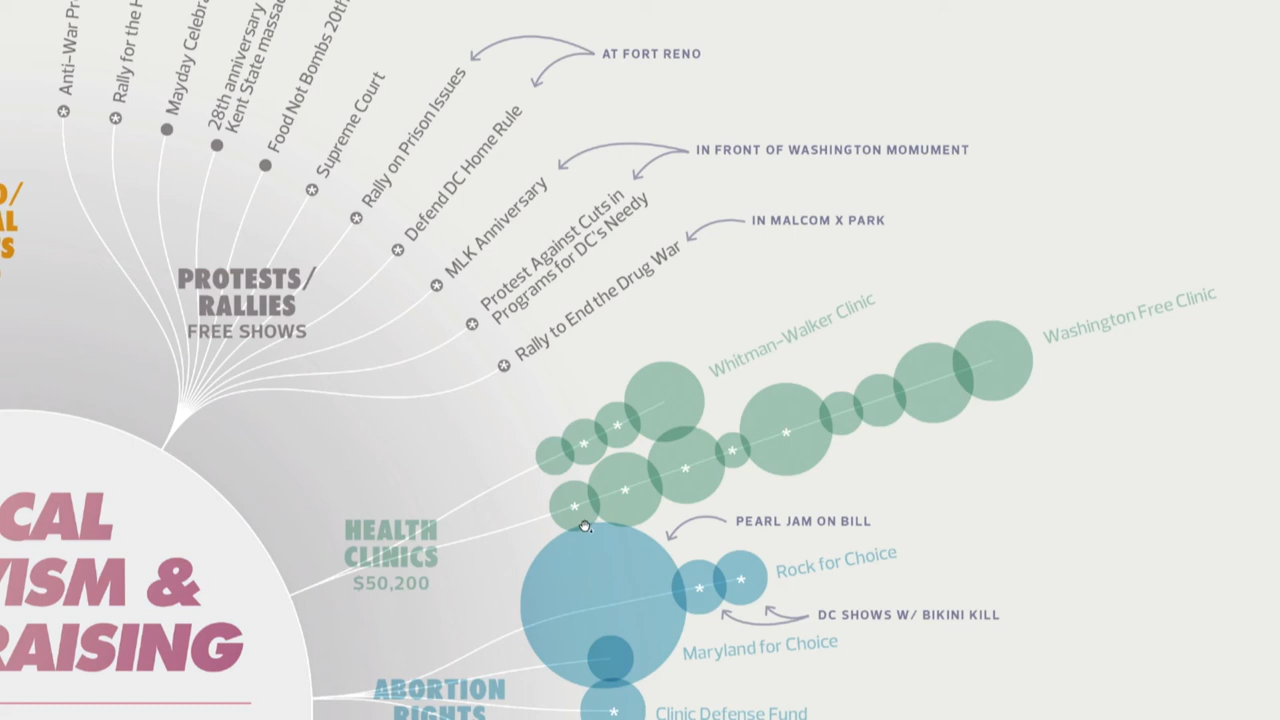 Anti-War Pr
Rally for the H
Mayday Celebra
28th anniversary
Kent State massac
Food Not Bombs 20th
Supreme Court
Rally on Prison Issues
Defend DC Home Rule
MLK Anniversary
Protest Against Cuts in
Programs for DC's Needy
Rally to End the Drug War
AT FORT RENO
IN FRONT OF WASHINGTON MOMUMENT
IN MALCOM X PARK
PROTESTS/
RALLIES
FREE SHOWS
Whitman-Walker Clinic
Washington Free Clinic
HEALTH
CLINICS
$50,200
PEARL JAM ON BILL
Rock for Choice
DC SHOWS W/ BIKINI KILL
Maryland for Choice
ABORTION
RIGHTS
Clinic Defense Fund
CAL
VISM &
RAISING